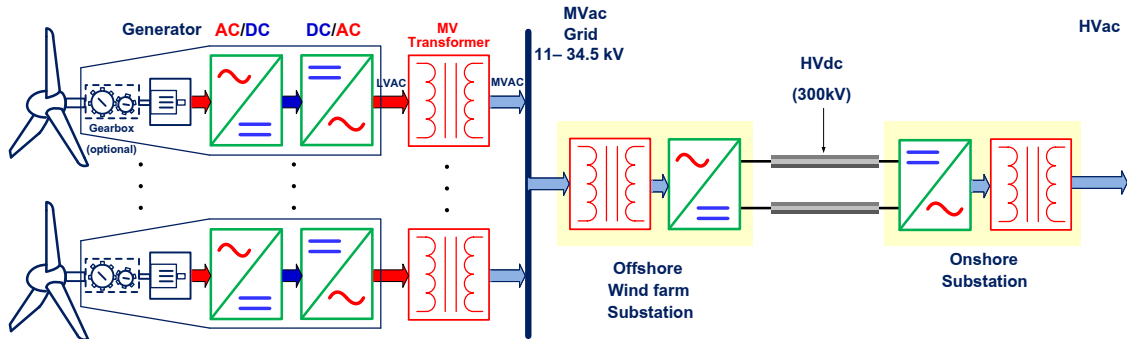 Generator
AC/DC
DC/AC
MV
Transformer
MVac
Grid
11– 34.5 kV
HVac
HVdc
(300kV)
LVAC
MVAC
Gearbox
(optional)
Offshore
Wind farm
Substation
Onshore
Substation